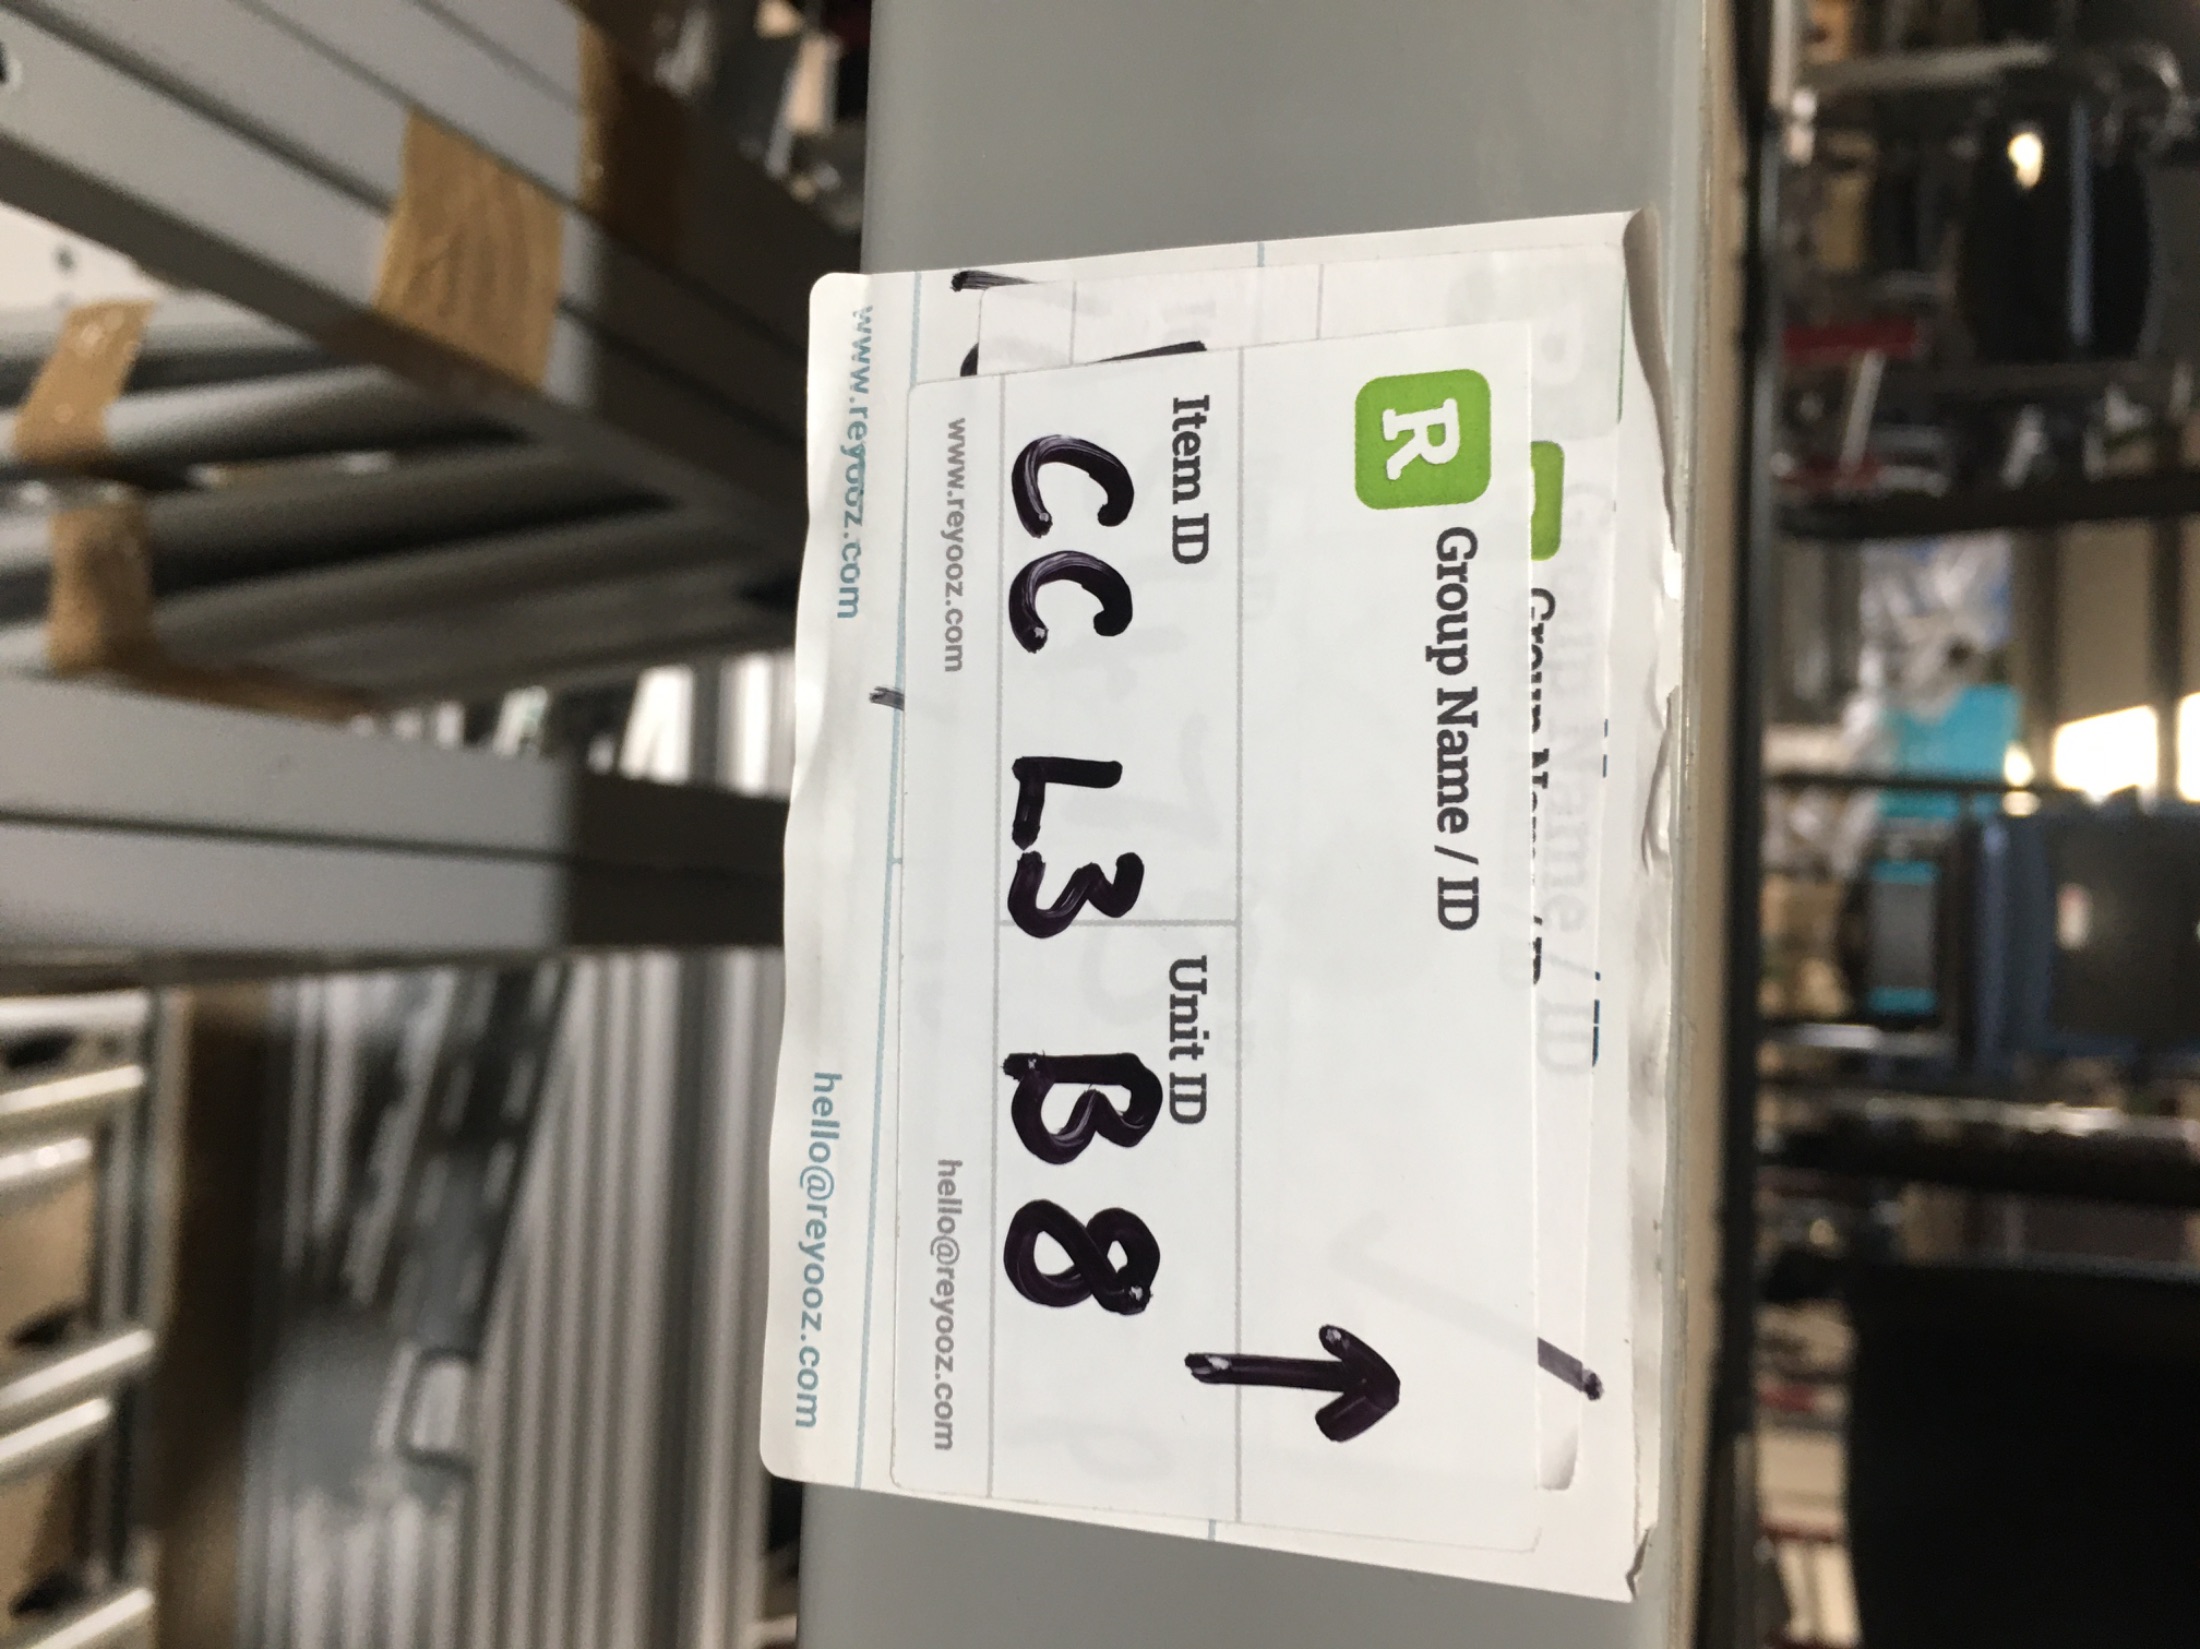 R Group Name / ID
Item ID Unit ID
CC L3 B8 ↑
www.reyooz.com hello@reyooz.com
www.reyooz.com hello@reyooz.com